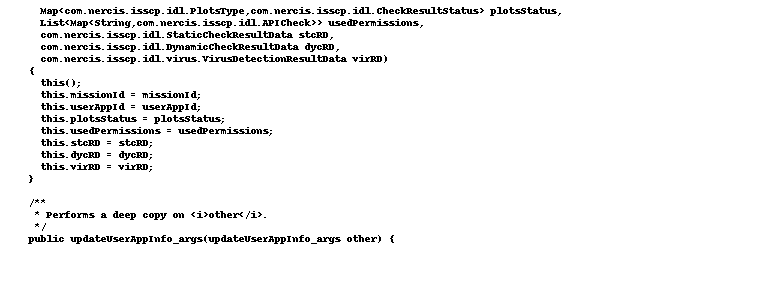 Map<com.nercis.isscp.idl.PlotsType,com.nercis.isscp.idl.CheckResultStatus> plotsStatus,
List<Map<String,com.nercis.isscp.idl.APICheck>> usedPermissions,
com.nercis.isscp.idl.StaticCheckResultData stcRD,
com.nercis.isscp.idl.DynamicCheckResultData dycRD,
com.nercis.isscp.idl.virus.VirusDetectionResultData virRD)
{
this();
this.missionId = missionId;
this.userAppId = userAppId;
this.plotsStatus = plotsStatus;
this.usedPermissions = usedPermissions;
this.stcRD = stcRD;
this.dycRD = dycRD;
this.virRD = virRD;
}
/**
* Performs a deep copy on <i>other</i>.
*/
public updateUserAppInfo_args(updateUserAppInfo_args other) {